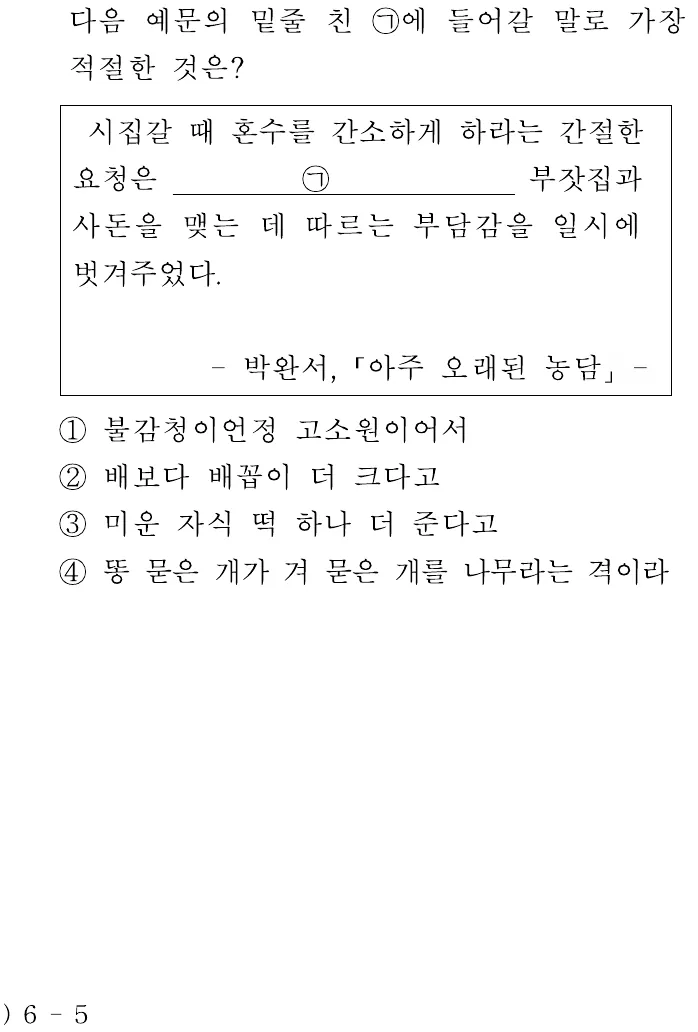 다음 예문의 밑줄 친 ㉠에 들어갈 말로 가장
적절한 것은?
시집갈 때 혼수를 간소하게 하라는 간절한
요청은 ㉠ 부잣집과
사돈을 맺는 데 따르는 부담감을 일시에
벗겨주었다.
- 박완서, 「아주 오래된 농담」 -
① 불감청이언정 고소원이어서
② 배보다 배꼽이 더 크다고
③ 미운 자식 떡 하나 더 준다고
④ 똥 묻은 개가 겨 묻은 개를 나무라는 격이라
) 6 - 5